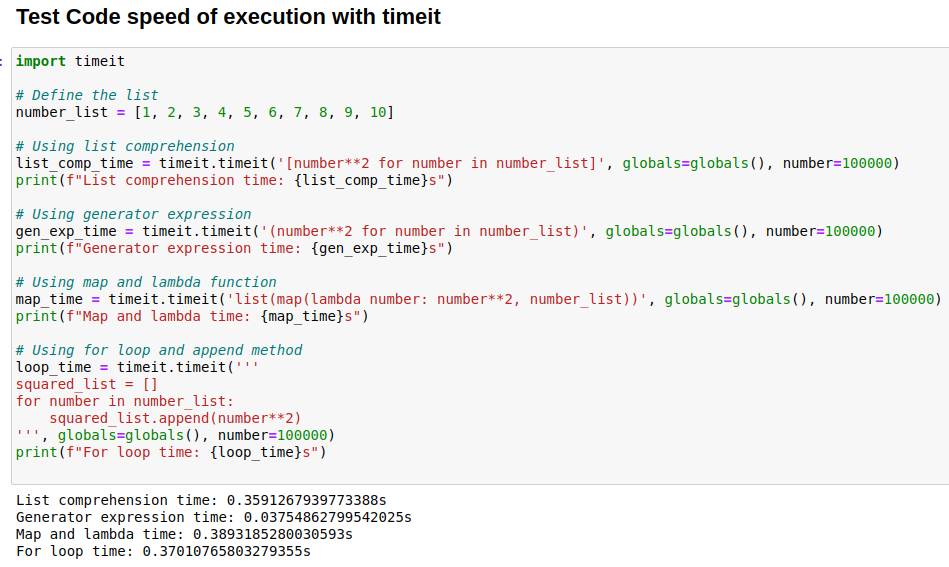 Test Code speed of execution with timeit
: import timeit

# Define the list
number_list = [1, 2, 3, 4, 5, 6, 7, 8, 9, 10]

# Using list comprehension
list_comp_time = timeit.timeit('[number**2 for number in number_list]', globals=globals(), number=100000)
print(f"List comprehension time: {list_comp_time}s")

# Using generator expression
gen_exp_time = timeit.timeit('(number**2 for number in number_list)', globals=globals(), number=100000)
print(f"Generator expression time: {gen_exp_time}s")

# Using map and lambda function
map_time = timeit.timeit('list(map(lambda number: number**2, number_list))', globals=globals(), number=100000)
print(f"Map and lambda time: {map_time}s")

# Using for loop and append method
loop_time = timeit.timeit('''
squared_list = []
for number in number_list:
    squared_list.append(number**2)
''', globals=globals(), number=100000)
print(f"For loop time: {loop_time}s")

List comprehension time: 0.3591267939773388s
Generator expression time: 0.03754862799542025s
Map and lambda time: 0.3893185280030593s
For loop time: 0.37010765803279355s